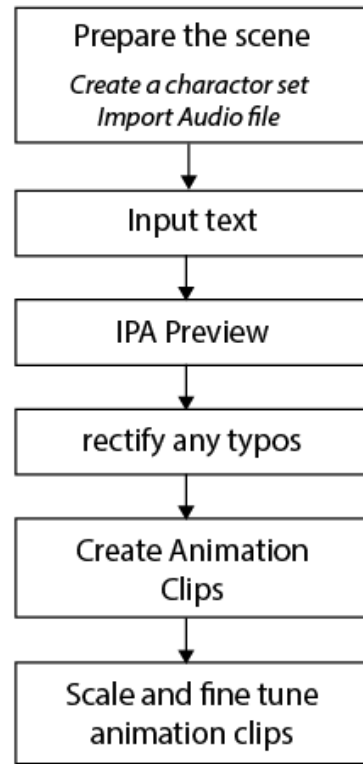 Prepare the scene
Create a charactor set
Import Audio file
Input text
IPA Preview
rectify any typos
Create Animation
Clips
Scale and fine tune
animation clips